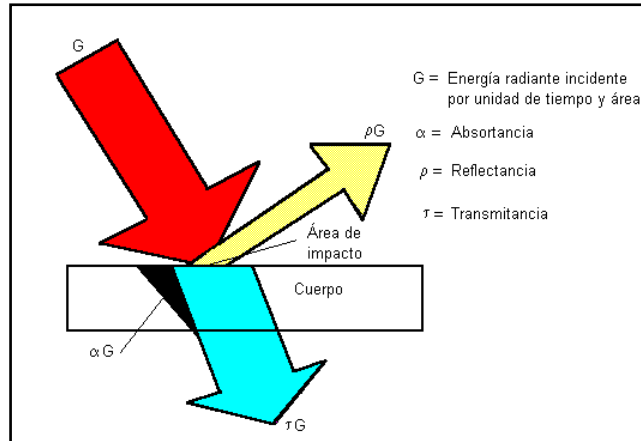 G
G = Energía radiante incidente
por unidad de tiempo y área
ρG
α = Absortancia
ρ = Reflectancia
τ = Transmitancia
Área de
impacto
Cuerpo
αG
τG